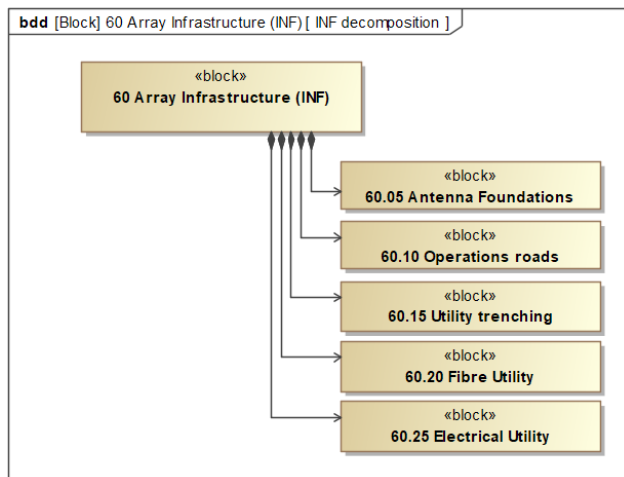 bdd [Block] 60 Array Infrastructure (INF) [ INF decomposition ]
«block»
60 Array Infrastructure (INF)
«block»
60.05 Antenna Foundations
«block»
60.10 Operations roads
«block»
60.15 Utility trenching
«block»
60.20 Fibre Utility
«block»
60.25 Electrical Utility